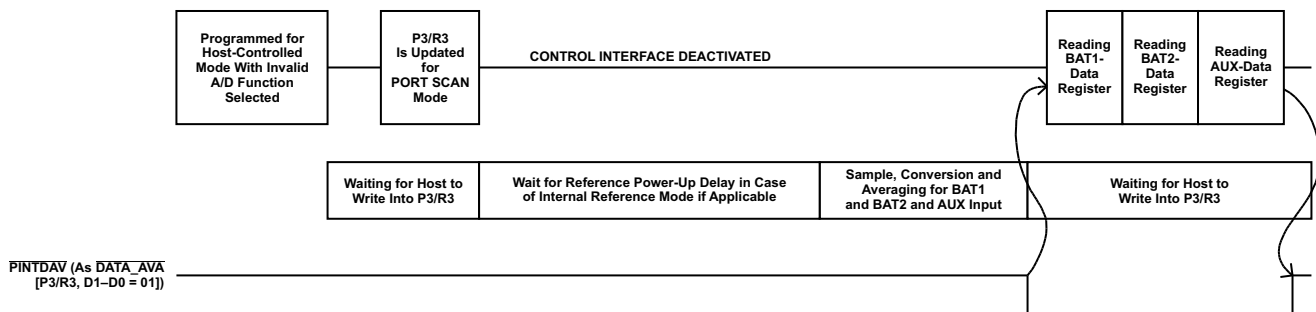 Programmed for
Host-Controlled
Mode With Invalid
A/D Function
Selected
P3/R3
Is Updated
for
PORT SCAN
Mode
CONTROL INTERFACE DEACTIVATED
Reading
BAT1-
Data
Register
Reading
BAT2-
Data
Register
Reading
AUX-Data
Register
Waiting for Host to
Write Into P3/R3
Wait for Reference Power-Up Delay in Case
of Internal Reference Mode if Applicable
Sample, Conversion and
Averaging for BAT1
and BAT2 and AUX Input
Waiting for Host to
Write Into P3/R3
PINTDAV (As DATA_AVA
[P3/R3, D1–D0 = 01])